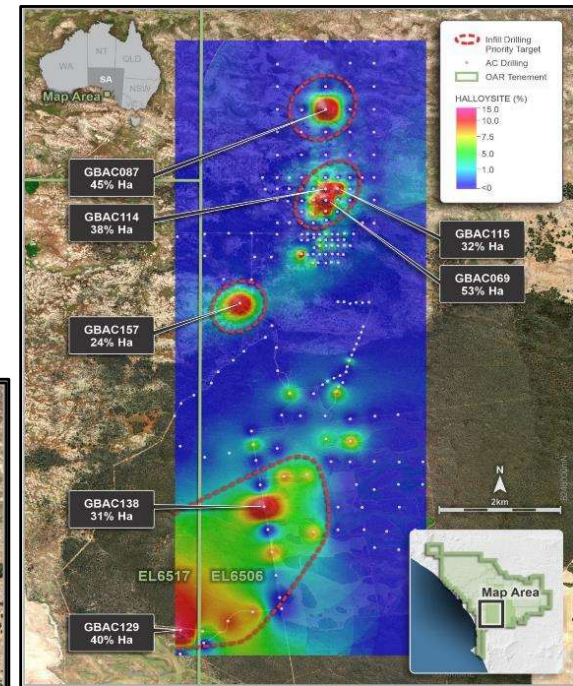 NT
QLD
WA
SA
NSW
Map Area
Infill Drilling
Priority Target
AC Drilling
OAR Tenement
HALLOYSITE (%)
15.0
10.0
7.5
5.0
1.0
<0
GBAC087
45% Ha
GBAC114
38% Ha
GBAC115
32% Ha
GBAC069
53% Ha
GBAC157
24% Ha
GBAC138
31% Ha
N
2km
EL6517
EL6506
Map Area
GBAC129
40% Ha